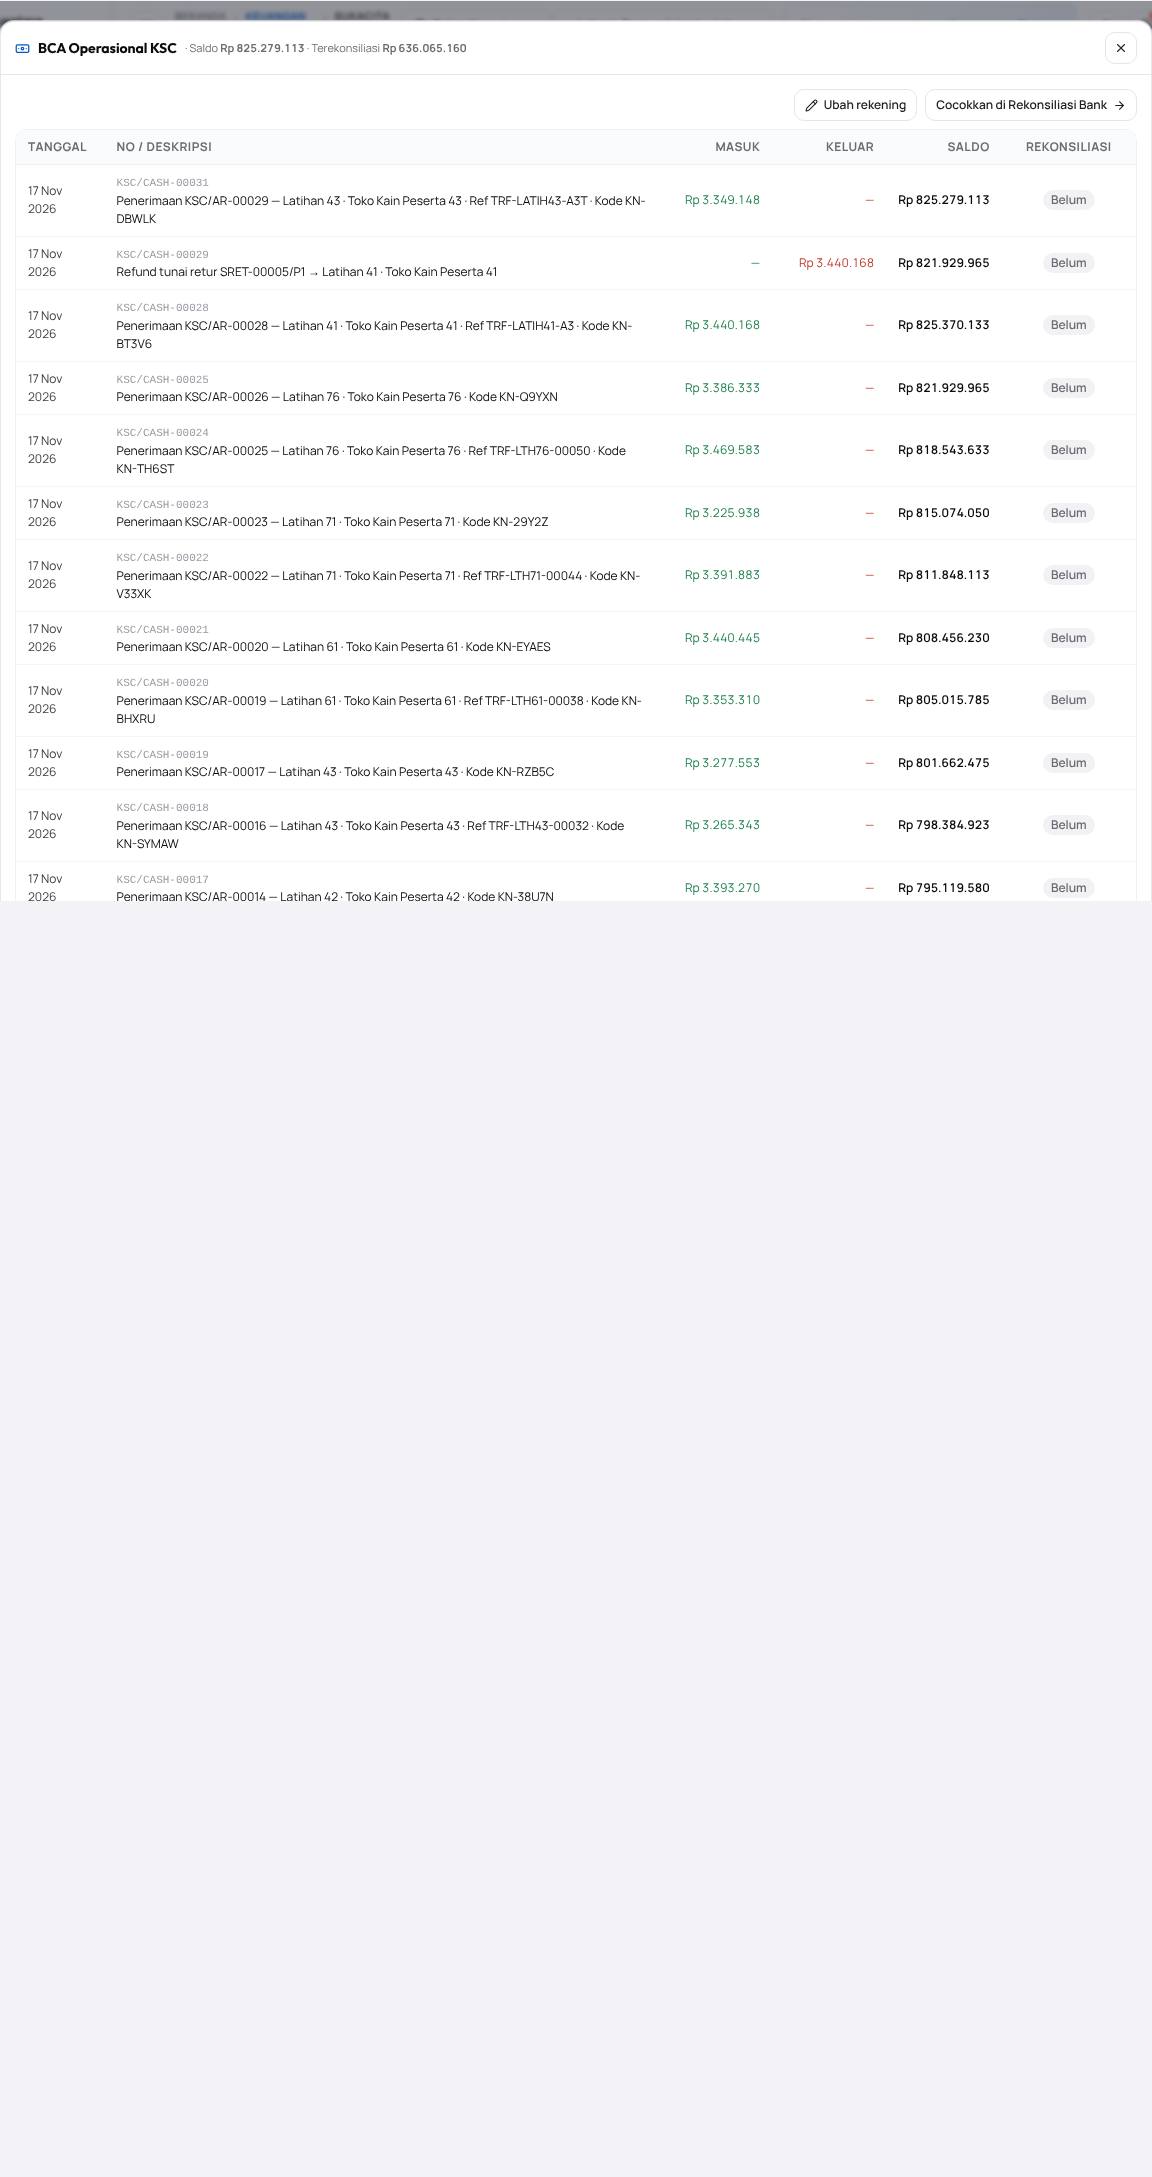 BCA Operasional KSC · Saldo Rp 825.279.113 · Terekonsiliasi Rp 636.065.160
Ubah rekening
Cocokkan di Rekonsiliasi Bank →
TANGGAL NO / DESKRIPSI MASUK KELUAR SALDO REKONSILIASI
KSC/CASH-00031
17 Nov 2026 Penerimaan KSC/AR-00029 — Latihan 43 · Toko Kain Peserta 43 · Ref TRF-LATIH43-A3T · Kode KN- Rp 3.349.148 — Rp 825.279.113 Belum
DBWLK
KSC/CASH-00029
17 Nov 2026 Refund tunai retur SRET-00005/P1 → Latihan 41 · Toko Kain Peserta 41 — Rp 3.440.168 Rp 821.929.965 Belum
KSC/CASH-00028
17 Nov 2026 Penerimaan KSC/AR-00028 — Latihan 41 · Toko Kain Peserta 41 · Ref TRF-LATIH41-A3 · Kode KN- Rp 3.440.168 — Rp 825.370.133 Belum
BT3V6
KSC/CASH-00025
17 Nov 2026 Penerimaan KSC/AR-00026 — Latihan 76 · Toko Kain Peserta 76 · Kode KN-Q9YXN Rp 3.386.333 — Rp 821.929.965 Belum
KSC/CASH-00024
17 Nov 2026 Penerimaan KSC/AR-00025 — Latihan 76 · Toko Kain Peserta 76 · Ref TRF-LTH76-00050 · Kode Rp 3.469.583 — Rp 818.543.633 Belum
KN-TH6ST
KSC/CASH-00023
17 Nov 2026 Penerimaan KSC/AR-00023 — Latihan 71 · Toko Kain Peserta 71 · Kode KN-29Y2Z Rp 3.225.938 — Rp 815.074.050 Belum
KSC/CASH-00022
17 Nov 2026 Penerimaan KSC/AR-00022 — Latihan 71 · Toko Kain Peserta 71 · Ref TRF-LTH71-00044 · Kode KN- Rp 3.391.883 — Rp 811.848.113 Belum
V33XK
KSC/CASH-00021
17 Nov 2026 Penerimaan KSC/AR-00020 — Latihan 61 · Toko Kain Peserta 61 · Kode KN-EYAES Rp 3.440.445 — Rp 808.456.230 Belum
KSC/CASH-00020
17 Nov 2026 Penerimaan KSC/AR-00019 — Latihan 61 · Toko Kain Peserta 61 · Ref TRF-LTH61-00038 · Kode KN- Rp 3.353.310 — Rp 805.015.785 Belum
BHXRU
KSC/CASH-00019
17 Nov 2026 Penerimaan KSC/AR-00017 — Latihan 43 · Toko Kain Peserta 43 · Kode KN-RZB5C Rp 3.277.553 — Rp 801.662.475 Belum
KSC/CASH-00018
17 Nov 2026 Penerimaan KSC/AR-00016 — Latihan 43 · Toko Kain Peserta 43 · Ref TRF-LTH43-00032 · Kode Rp 3.265.343 — Rp 798.384.923 Belum
KN-SYMAW
KSC/CASH-00017
17 Nov 2026 Penerimaan KSC/AR-00014 — Latihan 42 · Toko Kain Peserta 42 · Kode KN-38U7N Rp 3.393.270 — Rp 795.119.580 Belum